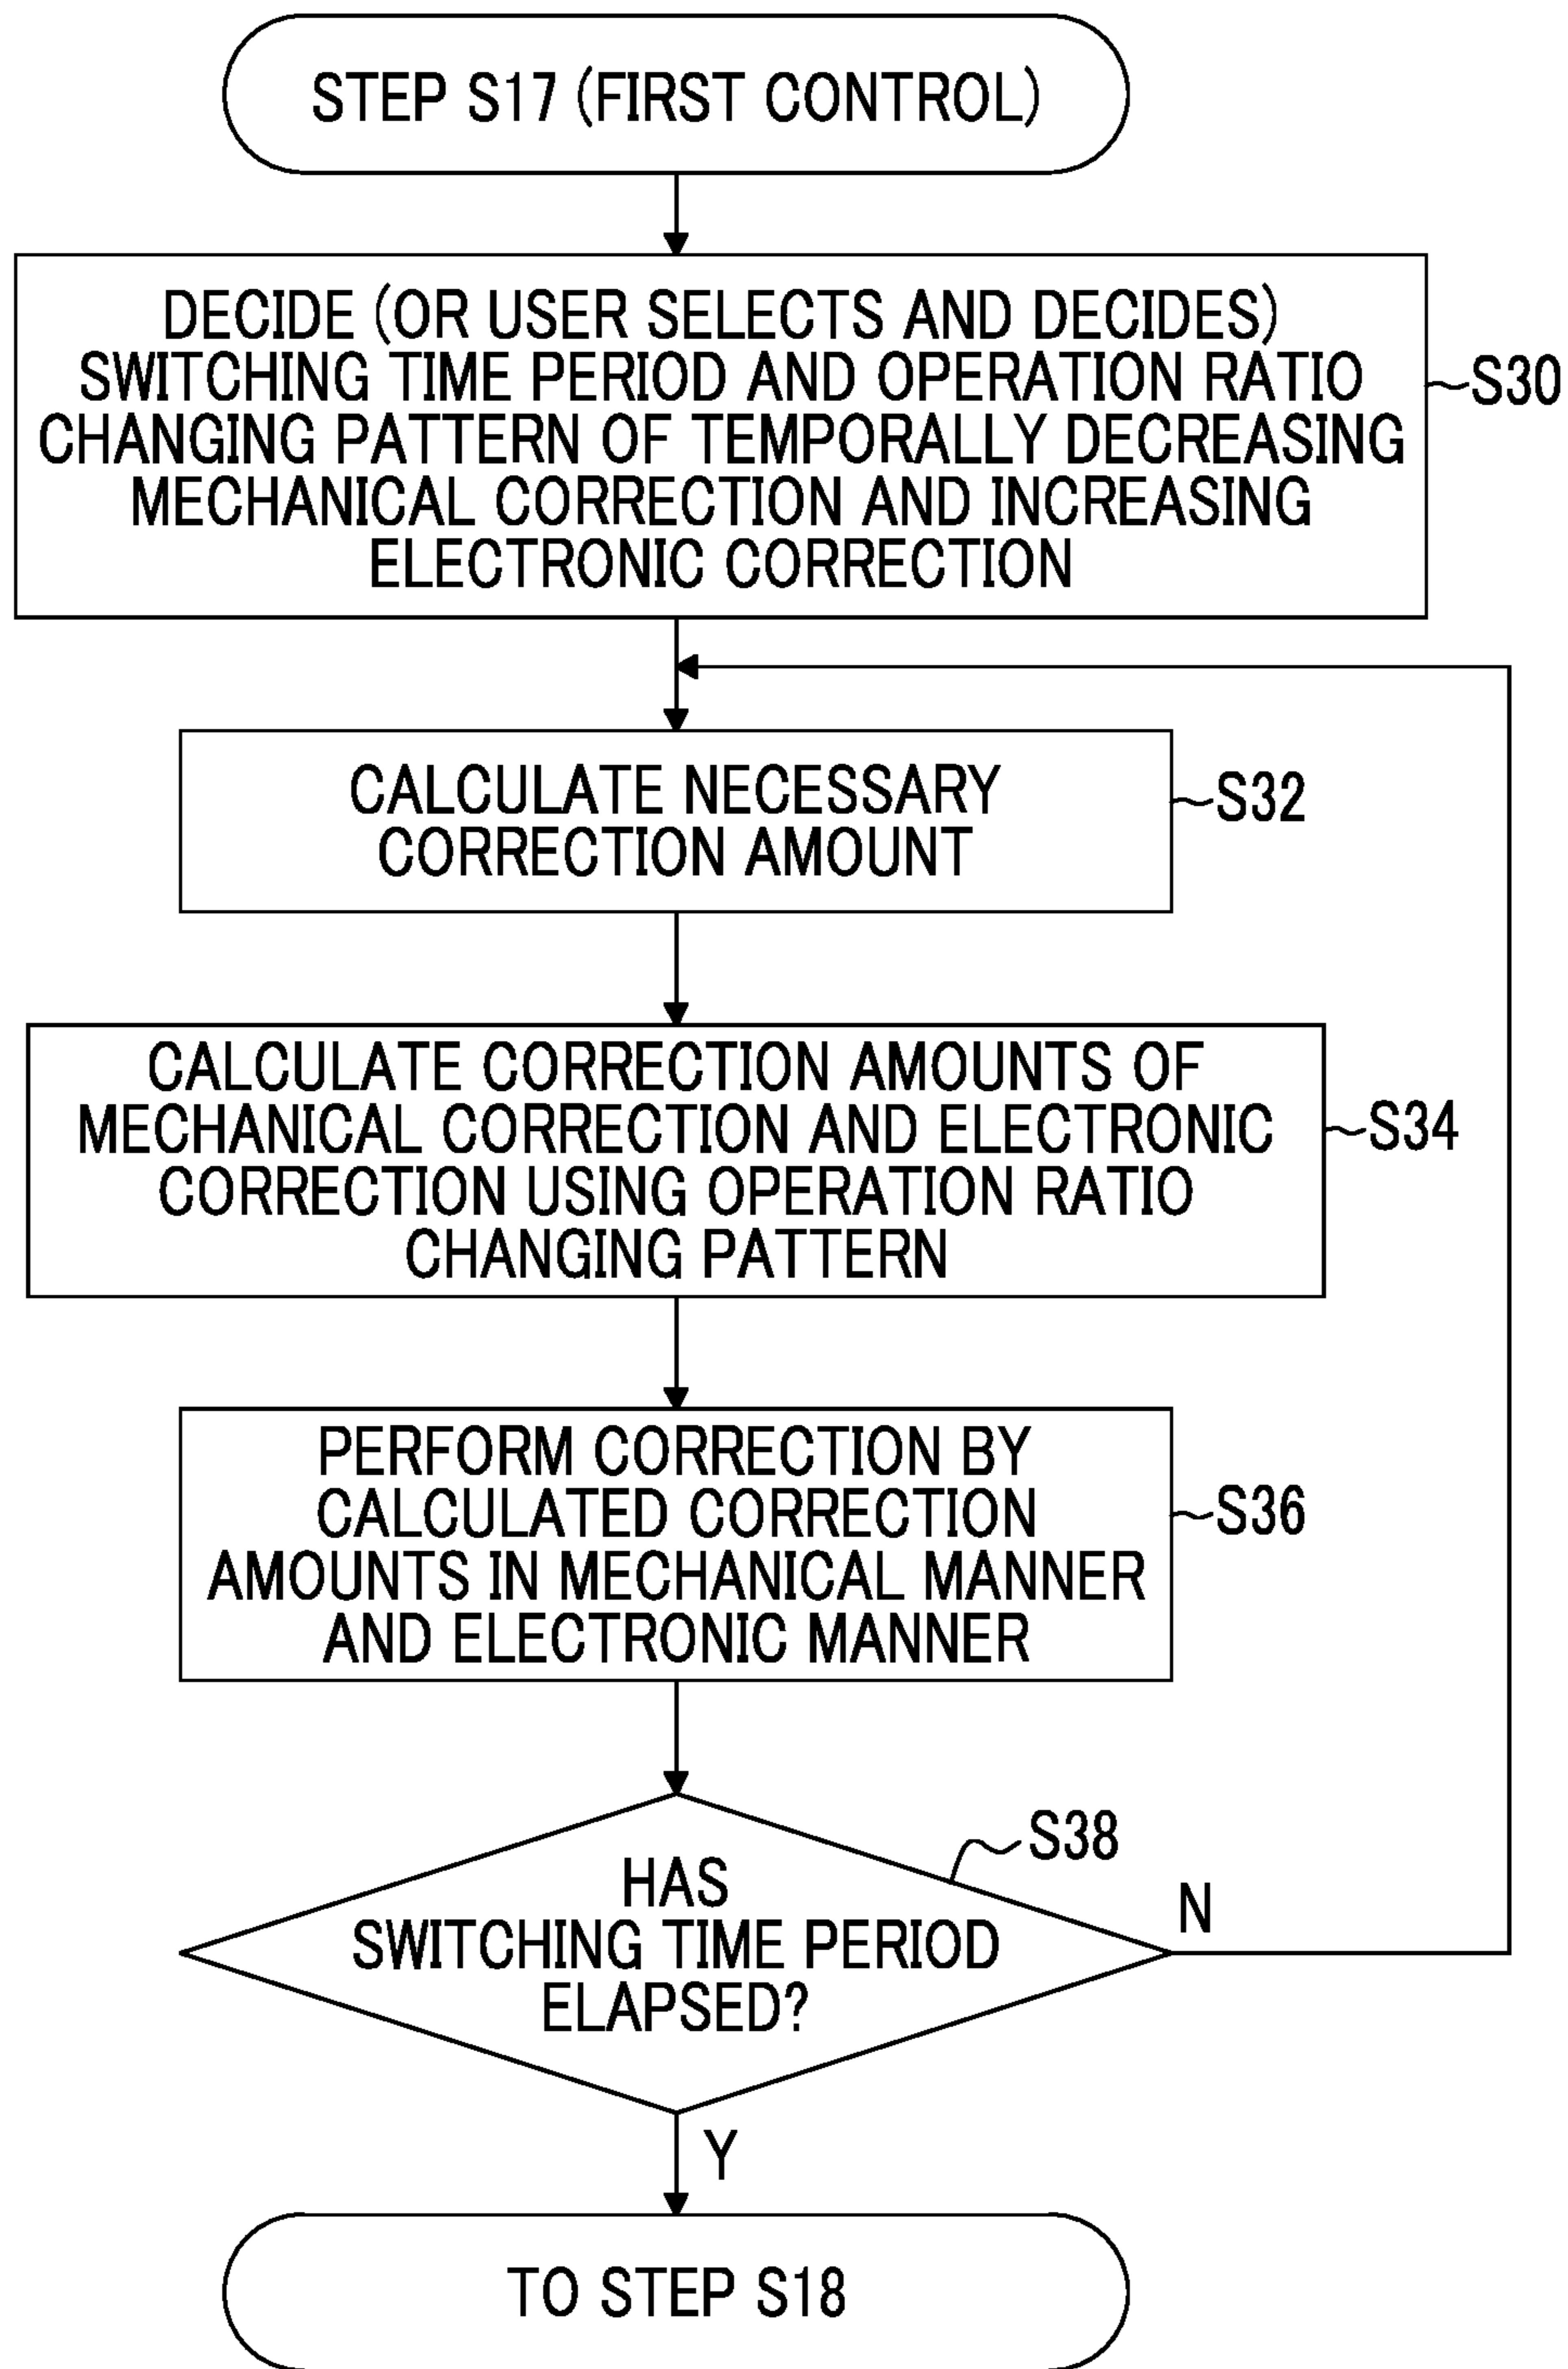 STEP S17 (FIRST CONTROL)
DECIDE (OR USER SELECTS AND DECIDES)
SWITCHING TIME PERIOD AND OPERATION RATIO
CHANGING PATTERN OF TEMPORALLY DECREASING
MECHANICAL CORRECTION AND INCREASING
ELECTRONIC CORRECTION
S30
CALCULATE NECESSARY
CORRECTION AMOUNT
S32
CALCULATE CORRECTION AMOUNTS OF
MECHANICAL CORRECTION AND ELECTRONIC
CORRECTION USING OPERATION RATIO
CHANGING PATTERN
S34
PERFORM CORRECTION BY
CALCULATED CORRECTION
AMOUNTS IN MECHANICAL MANNER
AND ELECTRONIC MANNER
S36
HAS
SWITCHING TIME PERIOD
ELAPSED?
S38
N
Y
TO STEP S18